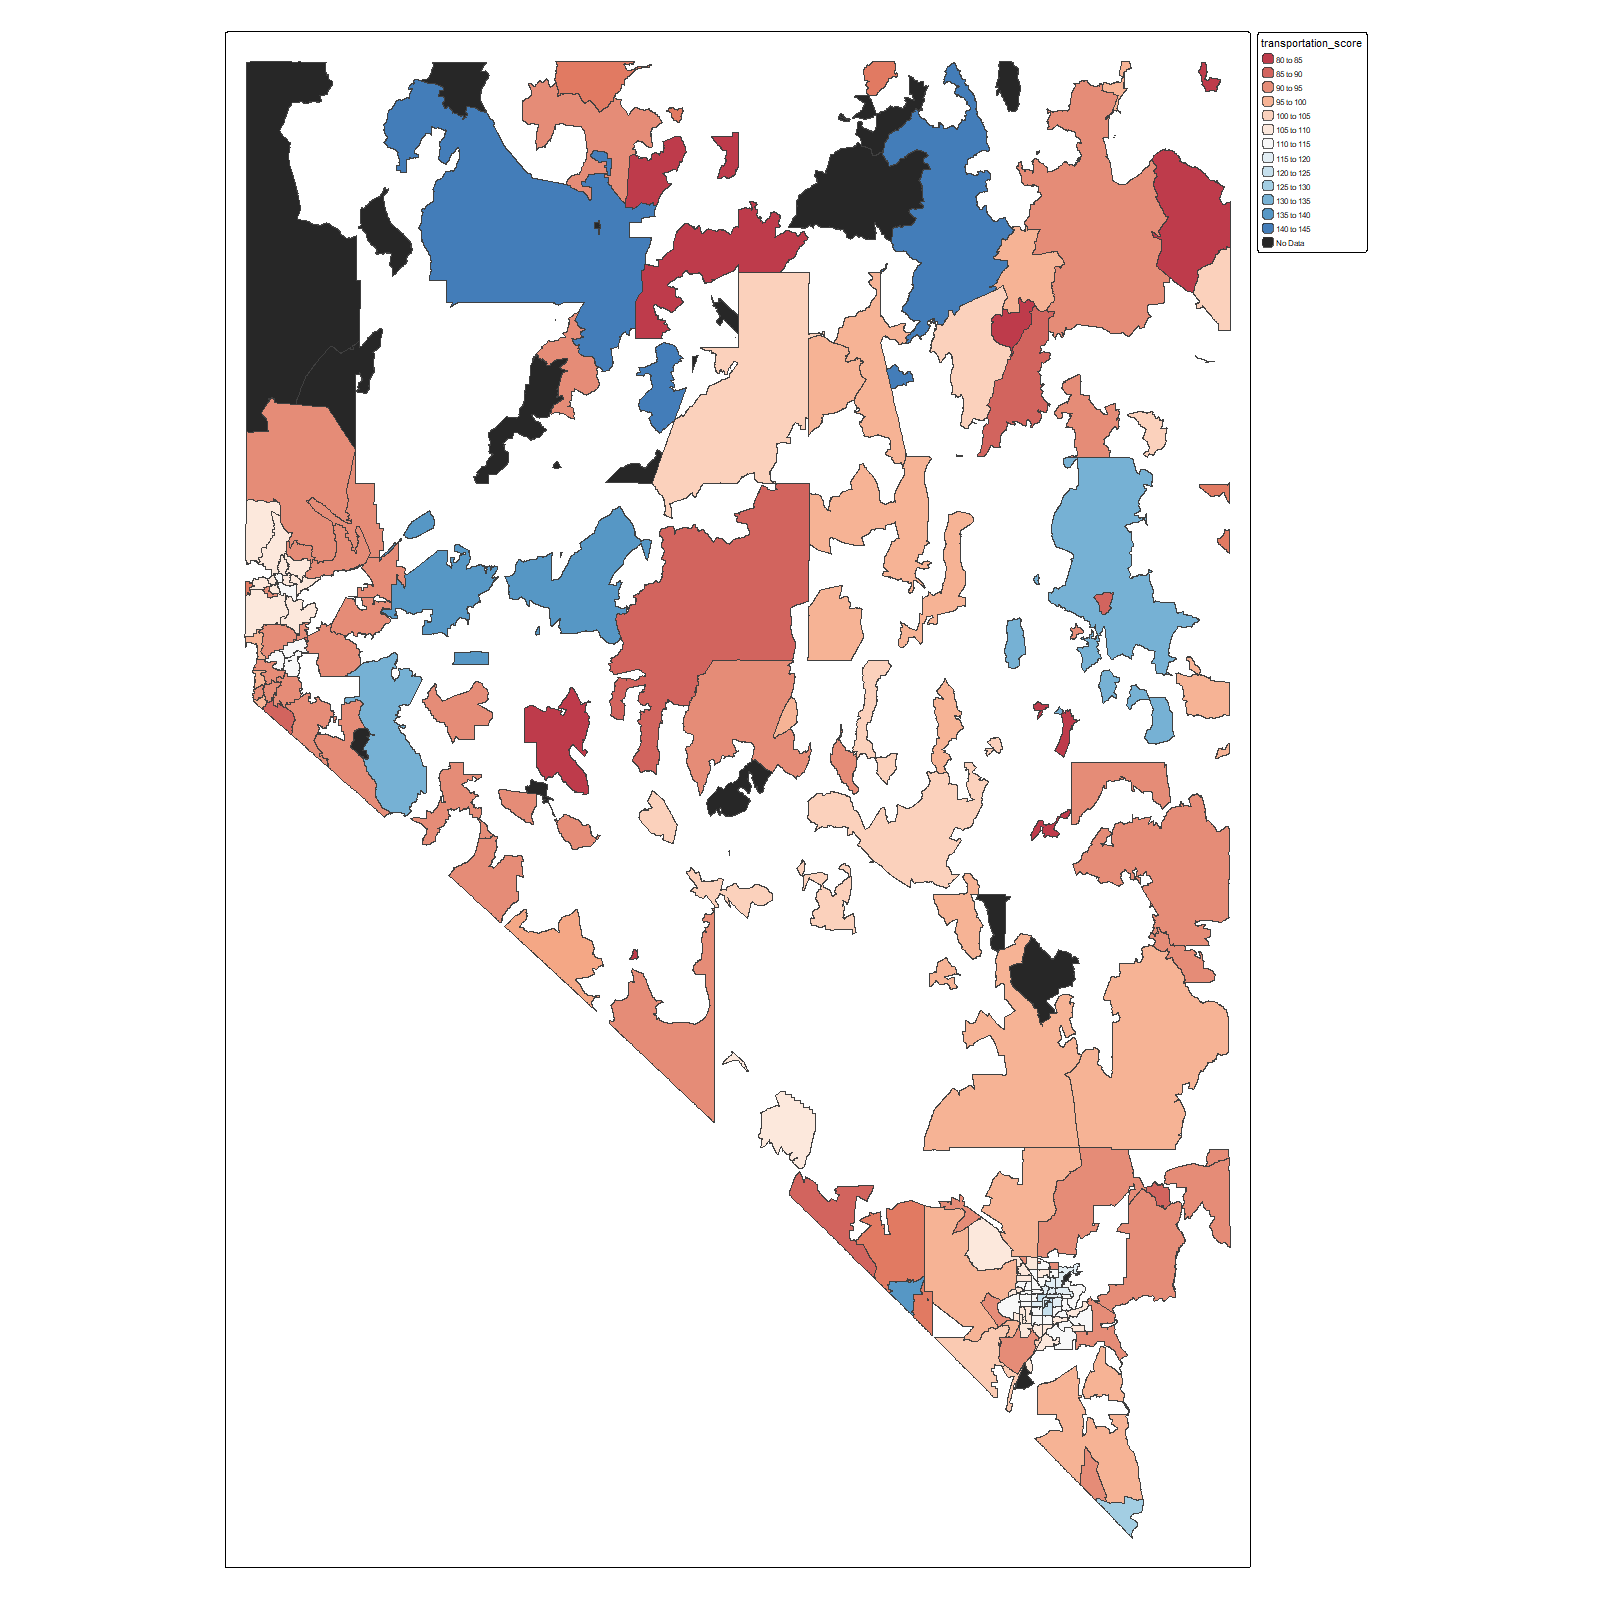 transportation_score
80 to 85
85 to 90
90 to 95
95 to 100
100 to 105
105 to 110
110 to 115
115 to 120
120 to 125
125 to 130
130 to 135
135 to 140
140 to 145
No Data